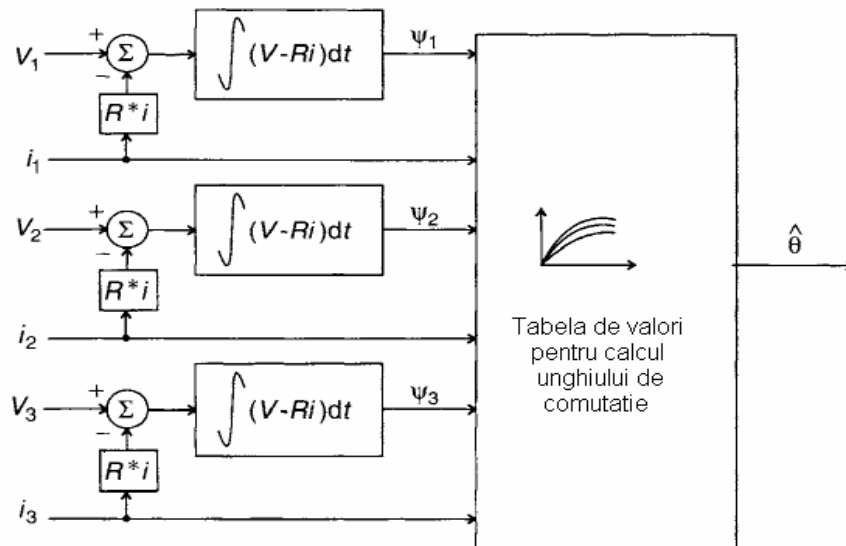 +
V₁
Σ
∫(V-Ri)dt
ψ₁
−
R*i
i₁
+
V₂
Σ
∫(V-Ri)dt
ψ₂
−
R*i
i₂
+
V₃
Σ
∫(V-Ri)dt
ψ₃
−
R*i
i₃
Tabela de valori
pentru calcul
unghiului de
comutatie
θ̂